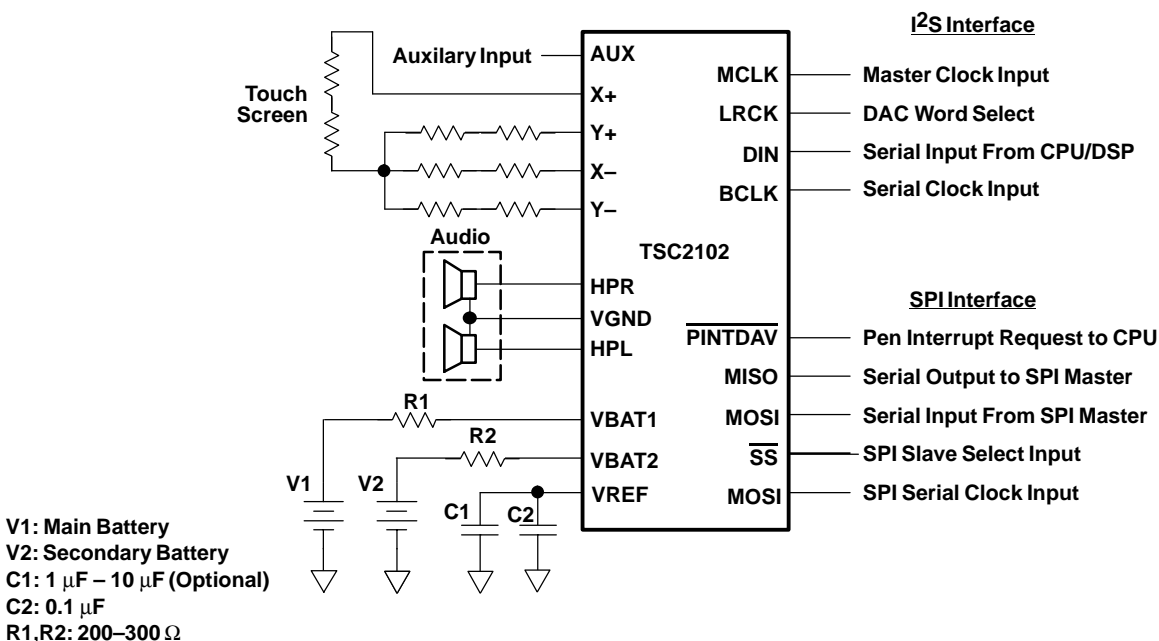 I2S Interface
Auxilary Input
AUX
MCLK
Master Clock Input
Touch
Screen
X+
LRCK
DAC Word Select
Y+
DIN
Serial Input From CPU/DSP
X–
BCLK
Serial Clock Input
Y–
Audio
TSC2102
HPR
SPI Interface
VGND
HPL
PINTDAV
Pen Interrupt Request to CPU
MISO
Serial Output to SPI Master
R1
VBAT1
MOSI
Serial Input From SPI Master
R2
VBAT2
SS
SPI Slave Select Input
V1
V2
C1
C2
VREF
MOSI
SPI Serial Clock Input
V1: Main Battery
V2: Secondary Battery
C1: 1 μF – 10 μF (Optional)
C2: 0.1 μF
R1,R2: 200–300 Ω